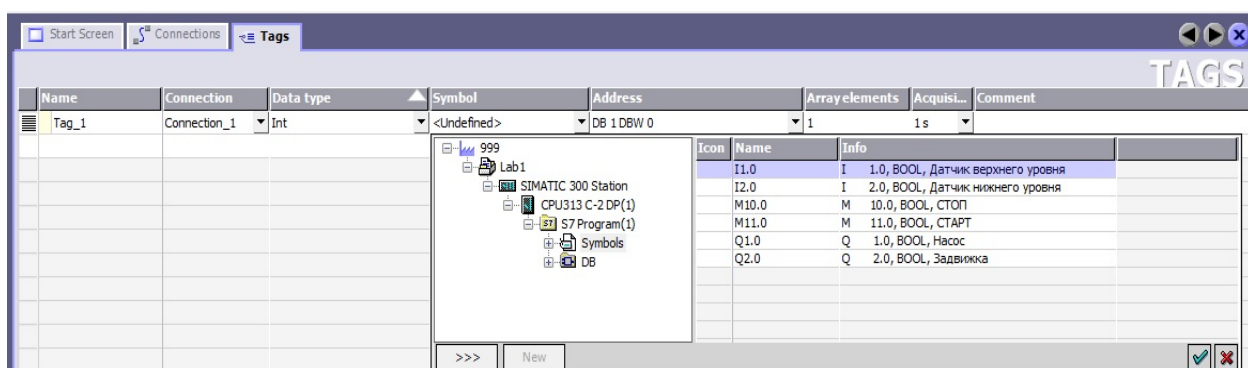 Start Screen Connections Tags
TAGS
Name Connection Data type Symbol Address Array elements Acquisi... Comment
Tag_1 Connection_1 Int <Undefined> DB 1 DBW 0 1 1 s
999
Lab1
SIMATIC 300 Station
CPU313 C-2 DP(1)
S7 Program(1)
Symbols
DB
Icon Name Info
I1.0 I 1.0, BOOL, Датчик верхнего уровня
I2.0 I 2.0, BOOL, Датчик нижнего уровня
M10.0 M 10.0, BOOL, СТОП
M11.0 M 11.0, BOOL, СТАРТ
Q1.0 Q 1.0, BOOL, Насос
Q2.0 Q 2.0, BOOL, Задвижка
>>> New